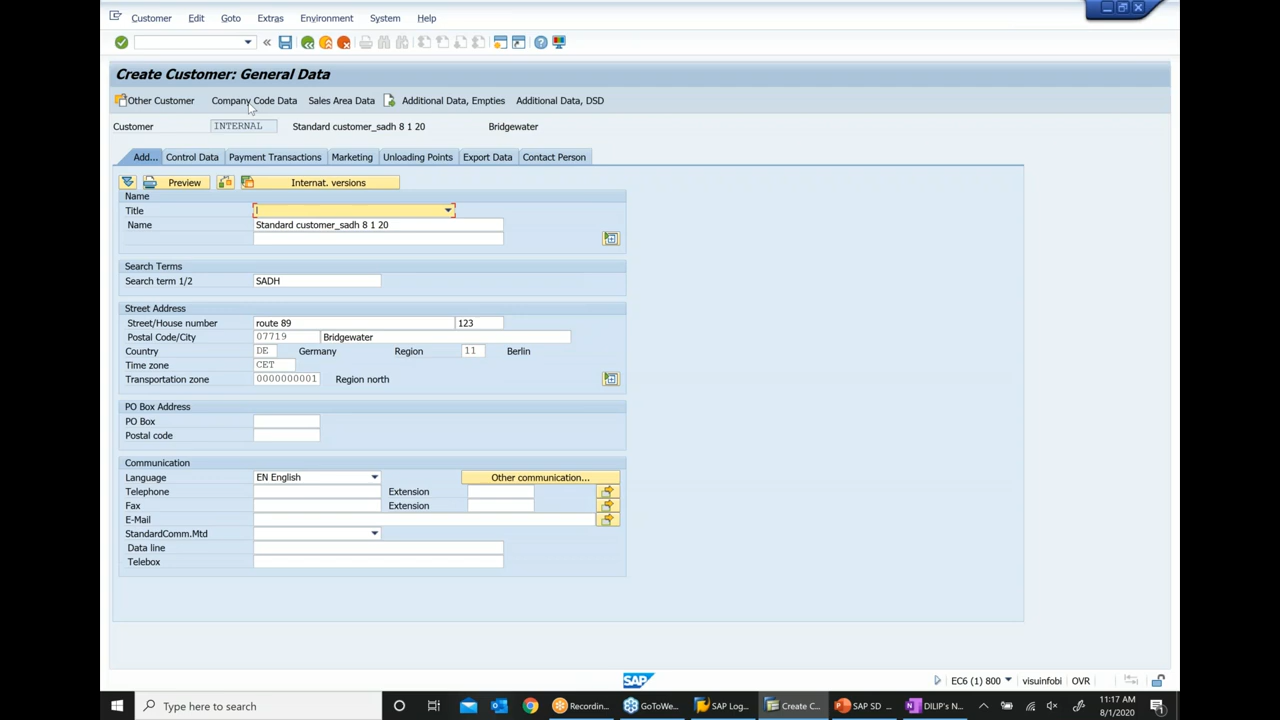 Customer Edit Goto Extras Environment System Help
Create Customer: General Data
Other Customer Company Code Data Sales Area Data Additional Data, Empties Additional Data, DSD
Customer INTERNAL Standard customer_sadh 8 1 20 Bridgewater
Add... Control Data Payment Transactions Marketing Unloading Points Export Data Contact Person
Preview Internat. versions
Name
Title
Name Standard customer_sadh 8 1 20
Search Terms
Search term 1/2 SADH
Street Address
Street/House number route 89 123
Postal Code/City 07719 Bridgewater
Country DE Germany Region 11 Berlin
Time zone CET
Transportation zone 0000000001 Region north
PO Box Address
PO Box
Postal code
Communication
Language EN English Other communication...
Telephone Extension
Fax Extension
E-Mail
StandardComm.Mtd
Data line
Telebox
SAP EC6 (1) 800 visuinfobi OVR
Type here to search Recordin... GoToWe... SAP Log... Create C... SAP SD ... DILIP's N... 11:17 AM
8/1/2020 1